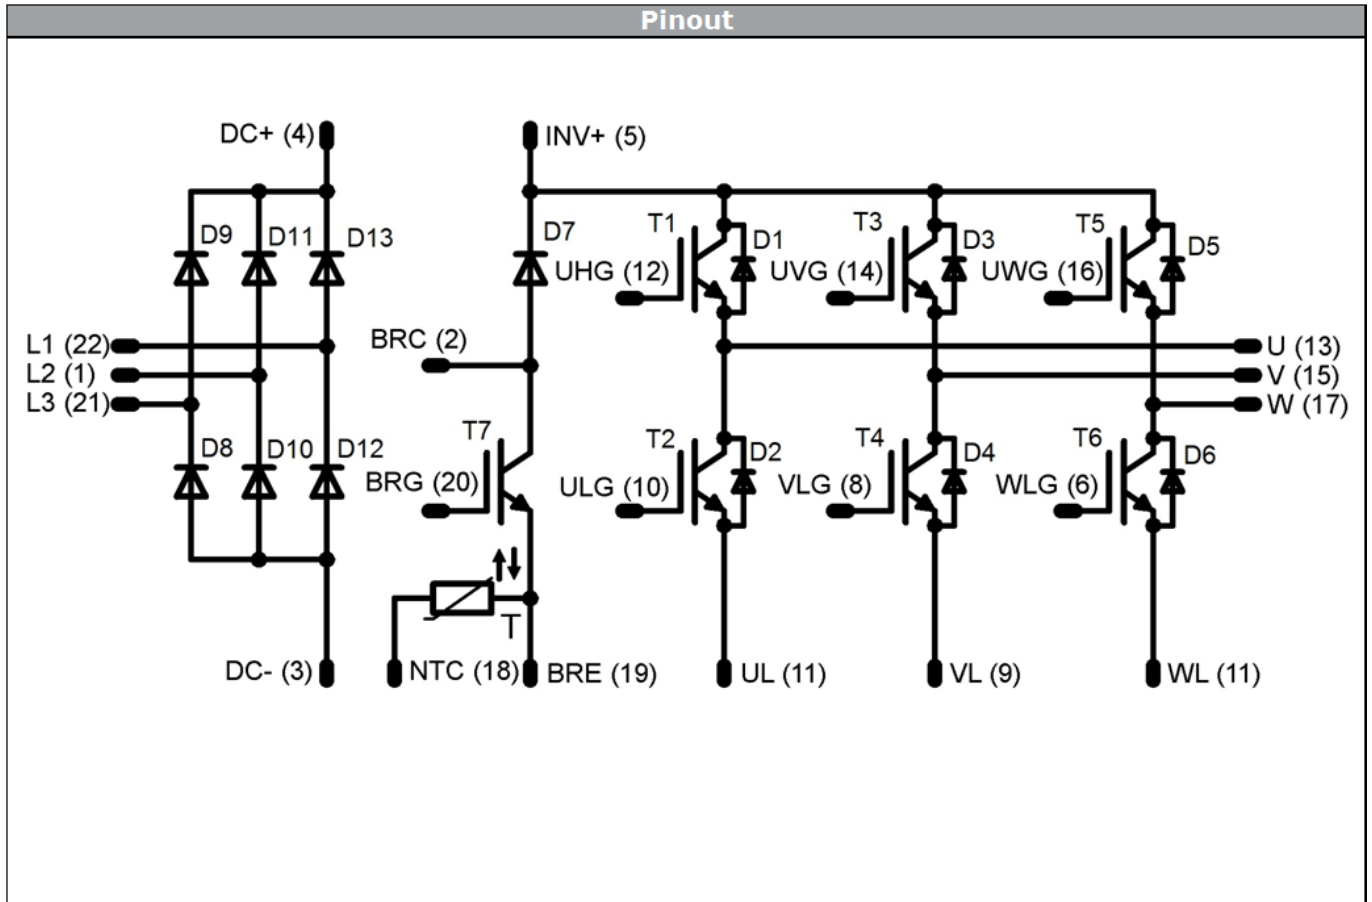 Pinout
DC+ (4)
INV+ (5)
D9
D11
D13
D7
T1
D1
T3
D3
T5
D5
UHG (12)
UVG (14)
UWG (16)
L1 (22)
L2 (1)
L3 (21)
BRC (2)
U (13)
V (15)
W (17)
D8
D10
D12
T7
T2
D2
T4
D4
T6
D6
BRG (20)
ULG (10)
VLG (8)
WLG (6)
T
DC- (3)
NTC (18)
BRE (19)
UL (11)
VL (9)
WL (11)